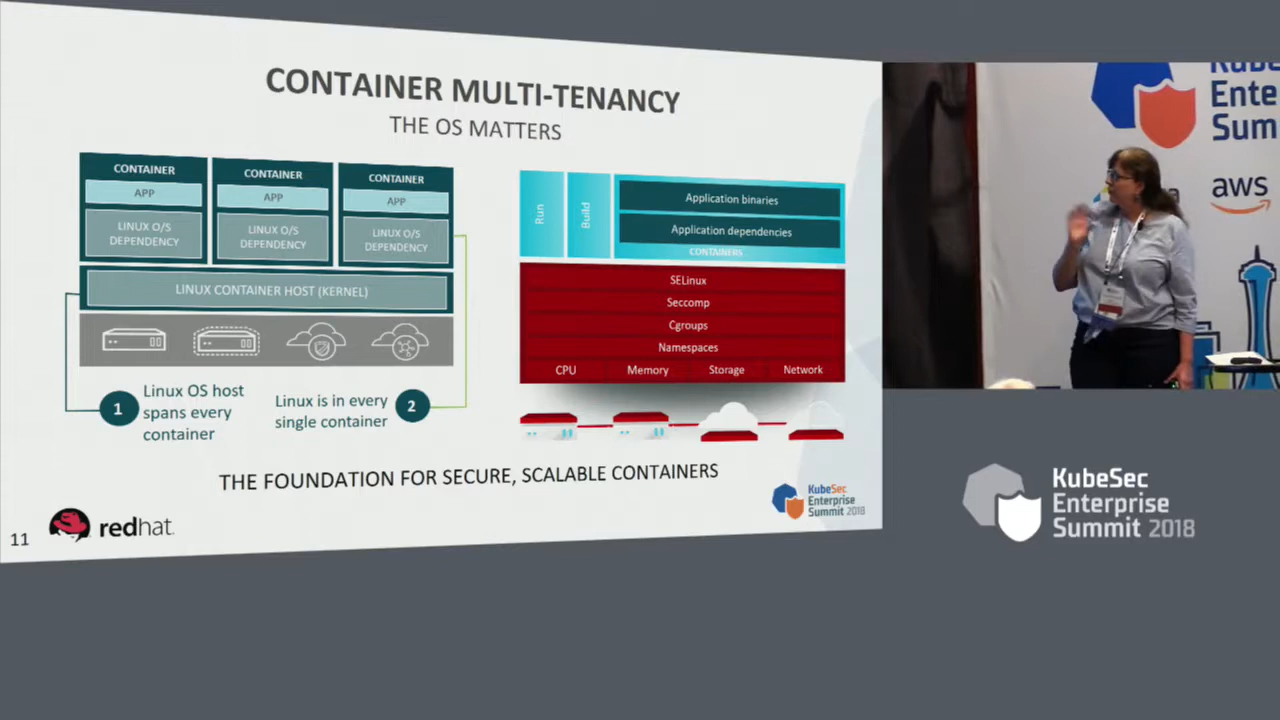 CONTAINER MULTI-TENANCY
THE OS MATTERS
CONTAINER
APP
LINUX O/S
DEPENDENCY
CONTAINER
APP
LINUX O/S
DEPENDENCY
CONTAINER
APP
LINUX O/S
DEPENDENCY
LINUX CONTAINER HOST (KERNEL)
1
Linux OS host
spans every
container
Linux is in every
single container
2
Run
Build
Application binaries
Application dependencies
CONTAINERS
SELinux
Seccomp
Cgroups
Namespaces
CPU
Memory
Storage
Network
THE FOUNDATION FOR SECURE, SCALABLE CONTAINERS
11
redhat.
KubeSec
Enterprise
Summit 2018
KubeSec
Enterprise
Summit 2018
Kube
Ente
Sum
aws